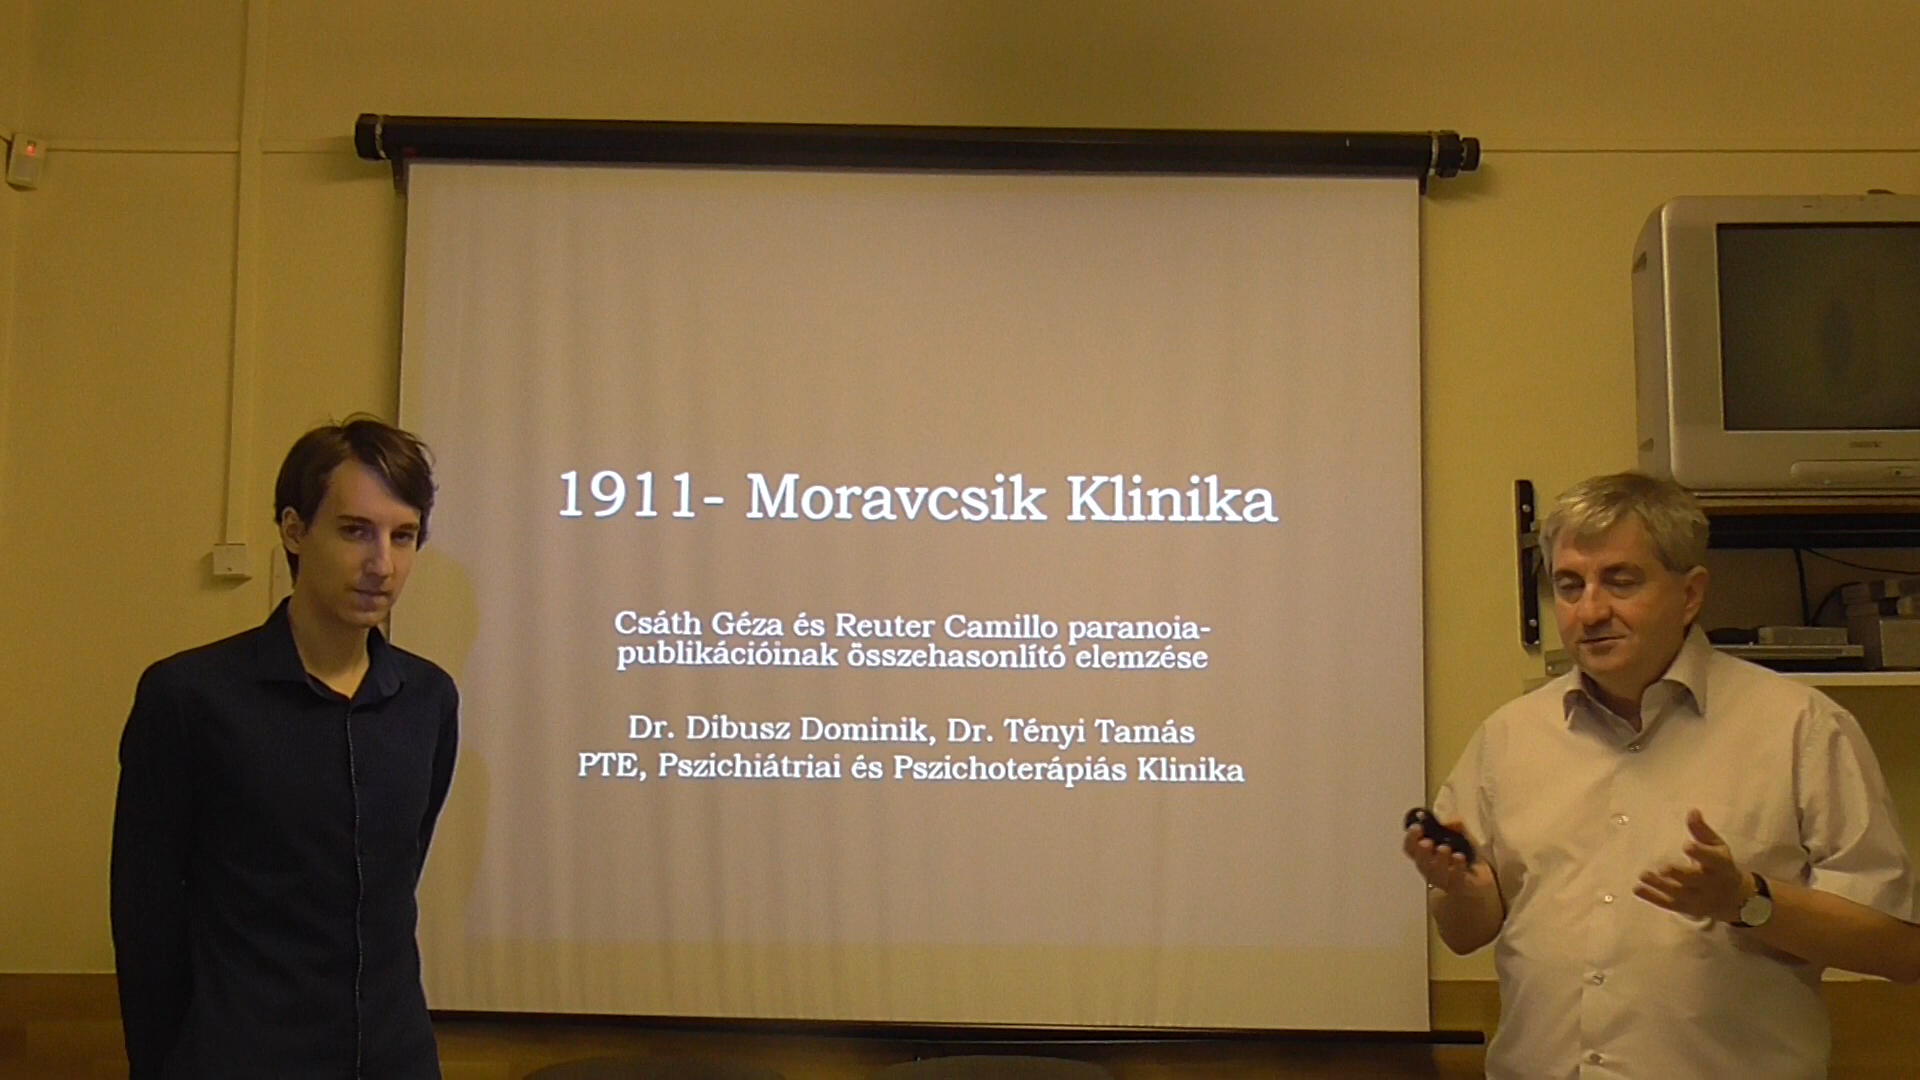 1911- Moravcsik Klinika
Csáth Géza és Reuter Camillo paranoia-
publikációinak összehasonlító elemzése
Dr. Dibusz Dominik, Dr. Tényi Tamás
PTE, Pszichiátriai és Pszichoterápiás Klinika